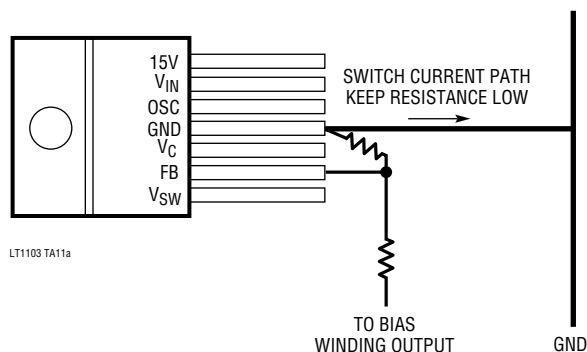 15V
VIN
OSC
GND
VC
FB
VSW
SWITCH CURRENT PATH
KEEP RESISTANCE LOW
LT1103 TA11a
TO BIAS
WINDING OUTPUT
GND